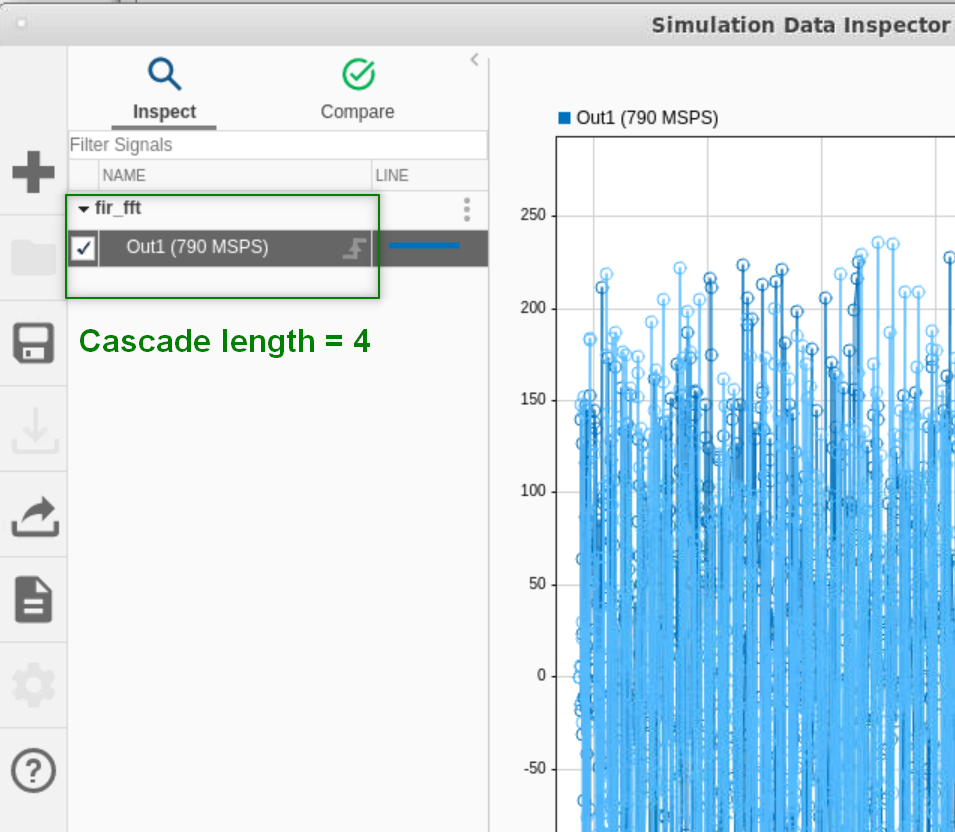 Simulation Data Inspector
Inspect
Compare
Filter Signals
NAME
LINE
fir_fft
Out1 (790 MSPS)
Cascade length = 4
Out1 (790 MSPS)
250
200
150
100
50
0
-50